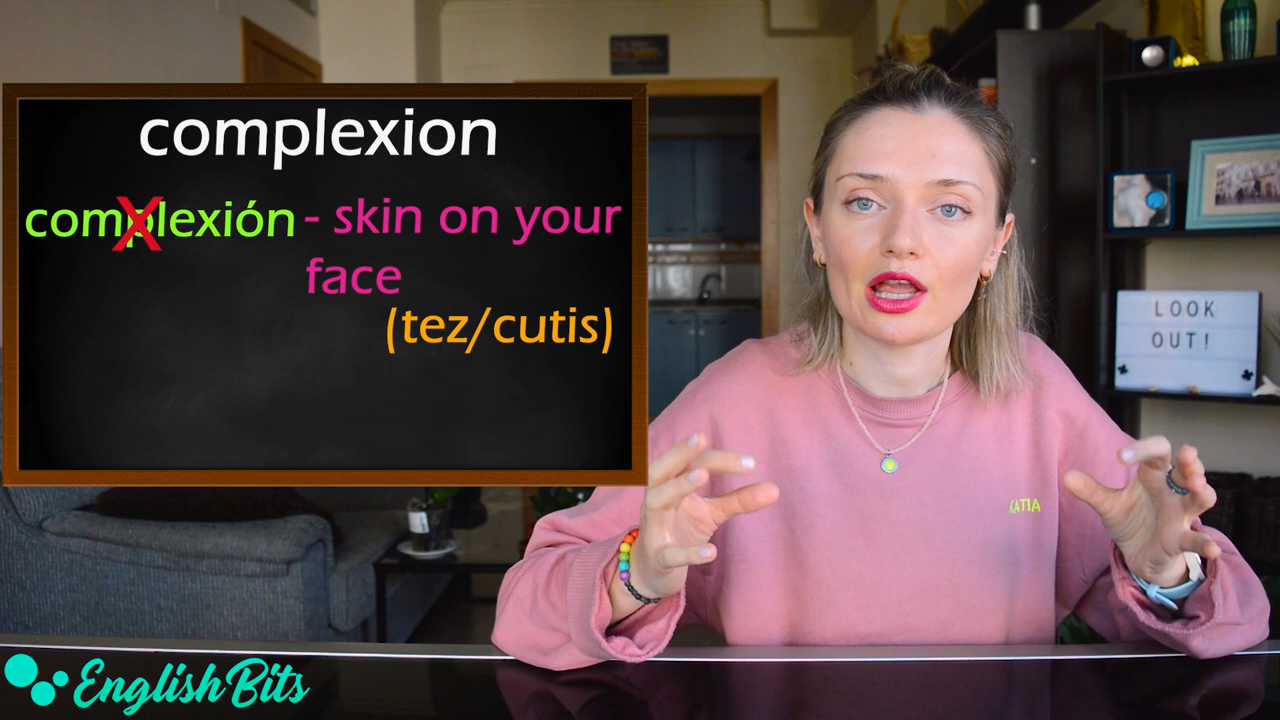 complexion
complexión - skin on your
face
(tez/cutis)
LOOK
OUT!
KATIA
EnglishBits